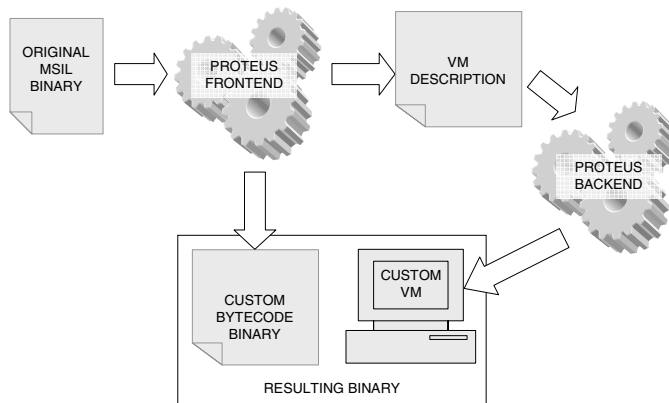 ORIGINAL
MSIL
BINARY
PROTEUS
FRONTEND
VM
DESCRIPTION
PROTEUS
BACKEND
CUSTOM
BYTECODE
BINARY
CUSTOM
VM
RESULTING BINARY